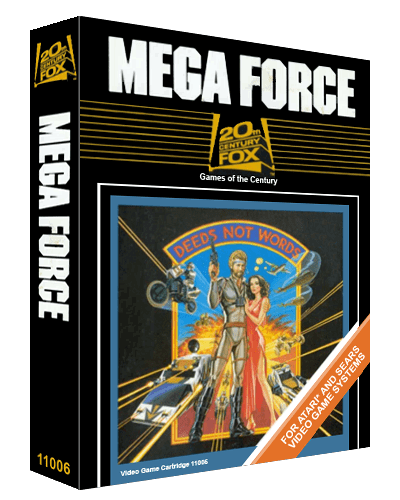 20th
CENTURY
FOX
MEGA FORCE
11006
MEGA FORCE
20th
CENTURY
FOX
Games of the Century
DEEDS NOT WORDS
FOR ATARI® AND SEARS
VIDEO GAME SYSTEMS
Video Game Cartridge 11006